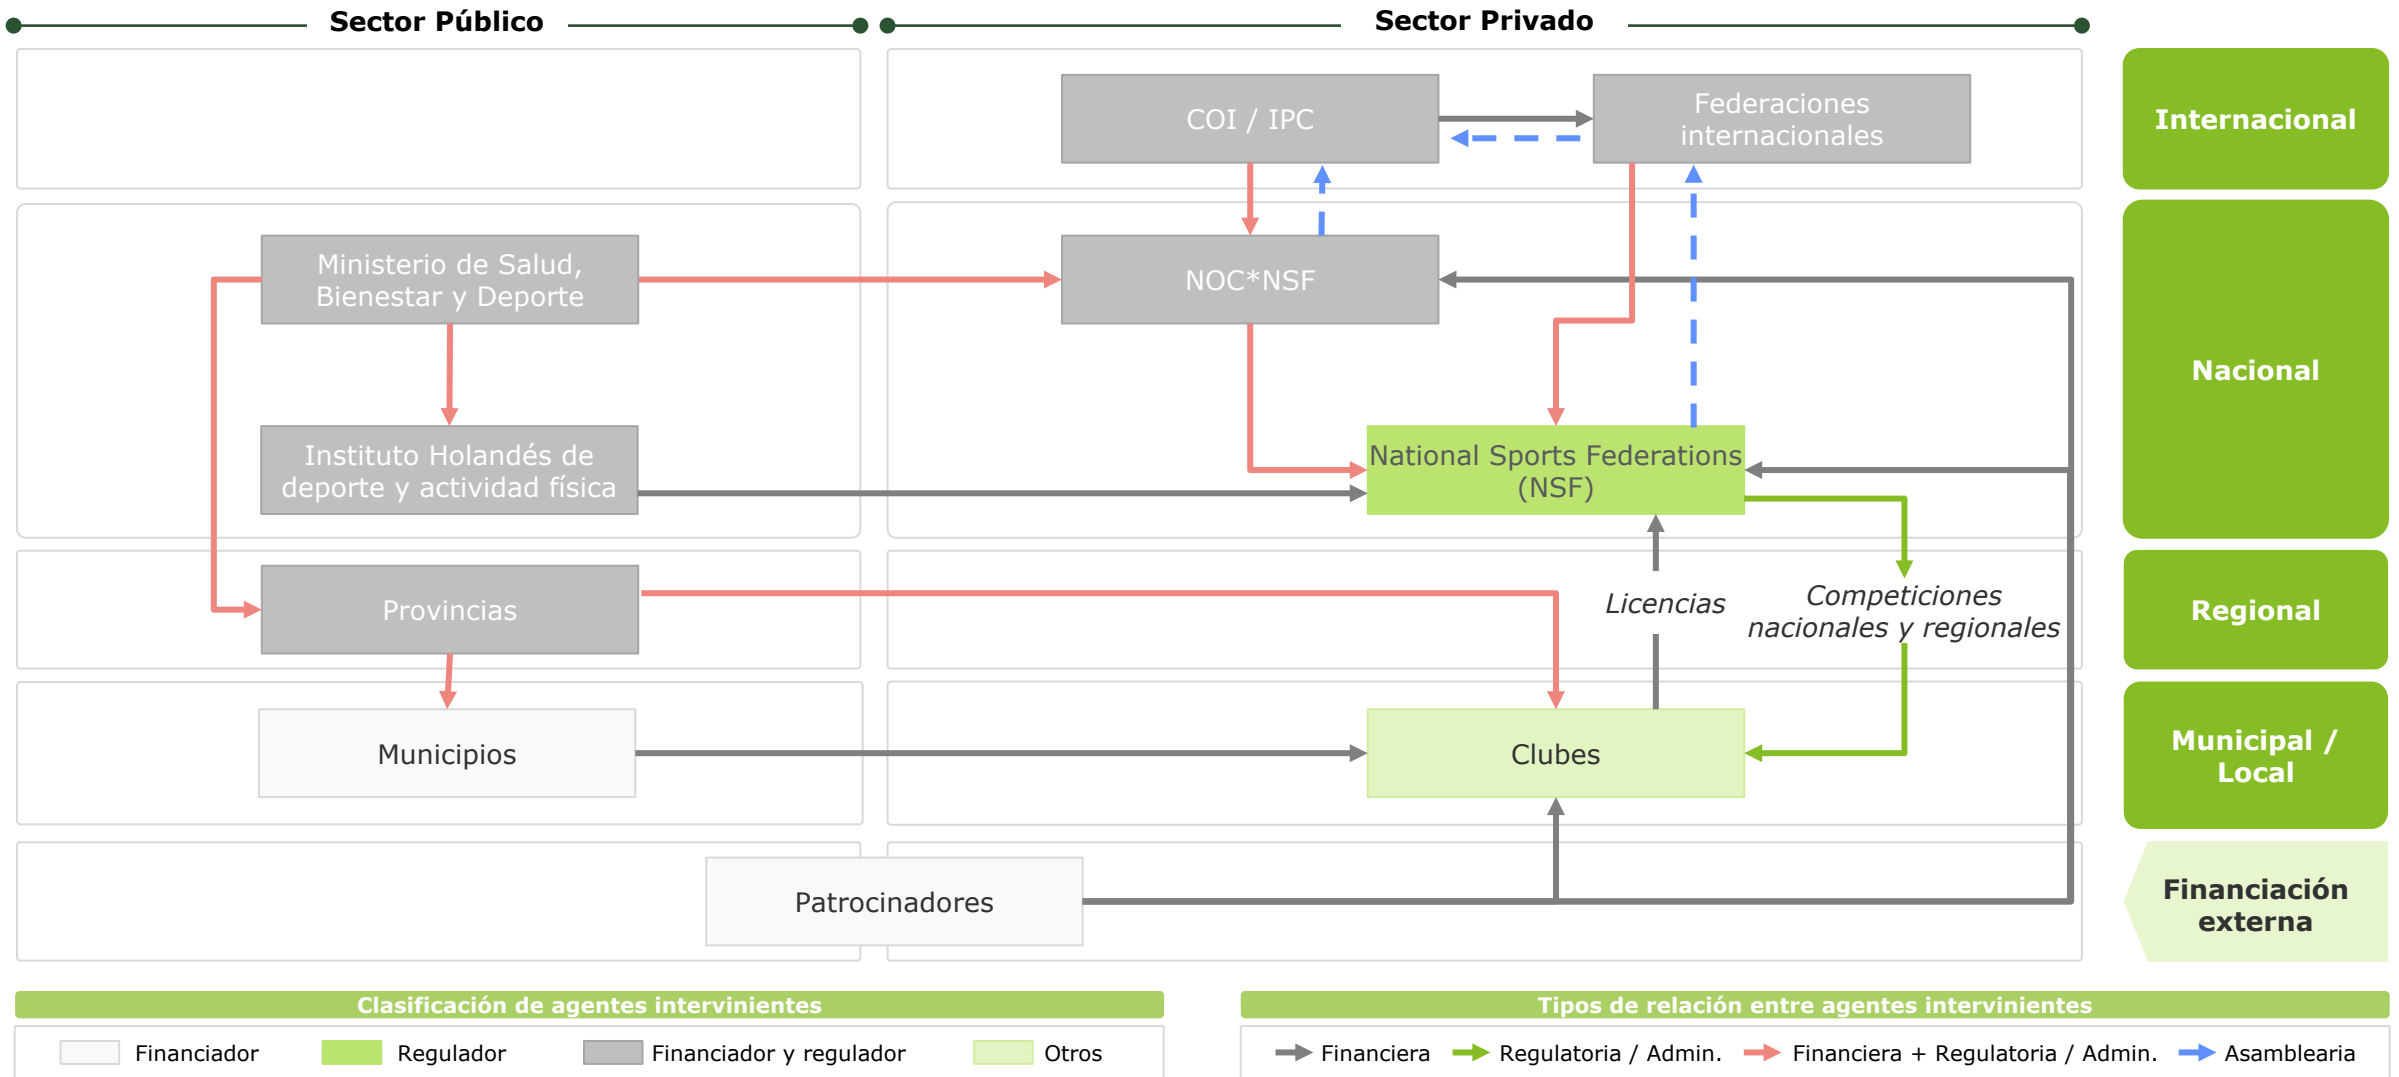 Sector Público
Sector Privado
COI / IPC
Federaciones
internacionales
Internacional
Ministerio de Salud,
Bienestar y Deporte
NOC*NSF
Nacional
Instituto Holandés de
deporte y actividad física
National Sports Federations
(NSF)
Provincias
Licencias
Competiciones
nacionales y regionales
Regional
Municipios
Clubes
Municipal /
Local
Patrocinadores
Financiación
externa
Clasificación de agentes intervinientes
Financiador
Regulador
Financiador y regulador
Otros
Tipos de relación entre agentes intervinientes
Financiera
Regulatoria / Admin.
Financiera + Regulatoria / Admin.
Asamblearia